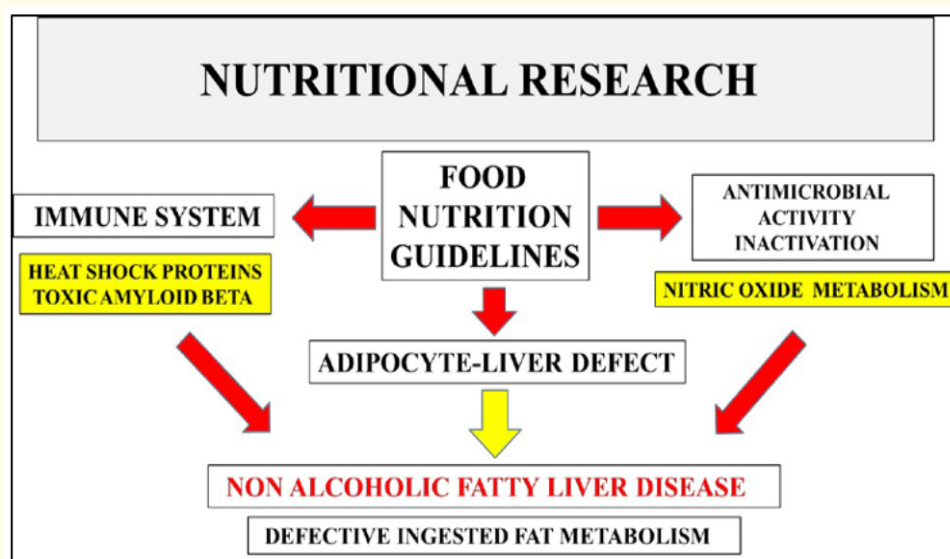 NUTRITIONAL RESEARCH
FOOD
NUTRITION
GUIDELINES
IMMUNE SYSTEM
HEAT SHOCK PROTEINS
TOXIC AMYLOID BETA
ANTIMICROBIAL
ACTIVITY
INACTIVATION
NITRIC OXIDE METABOLISM
ADIPOCYTE-LIVER DEFECT
NON ALCOHOLIC FATTY LIVER DISEASE
DEFECTIVE INGESTED FAT METABOLISM